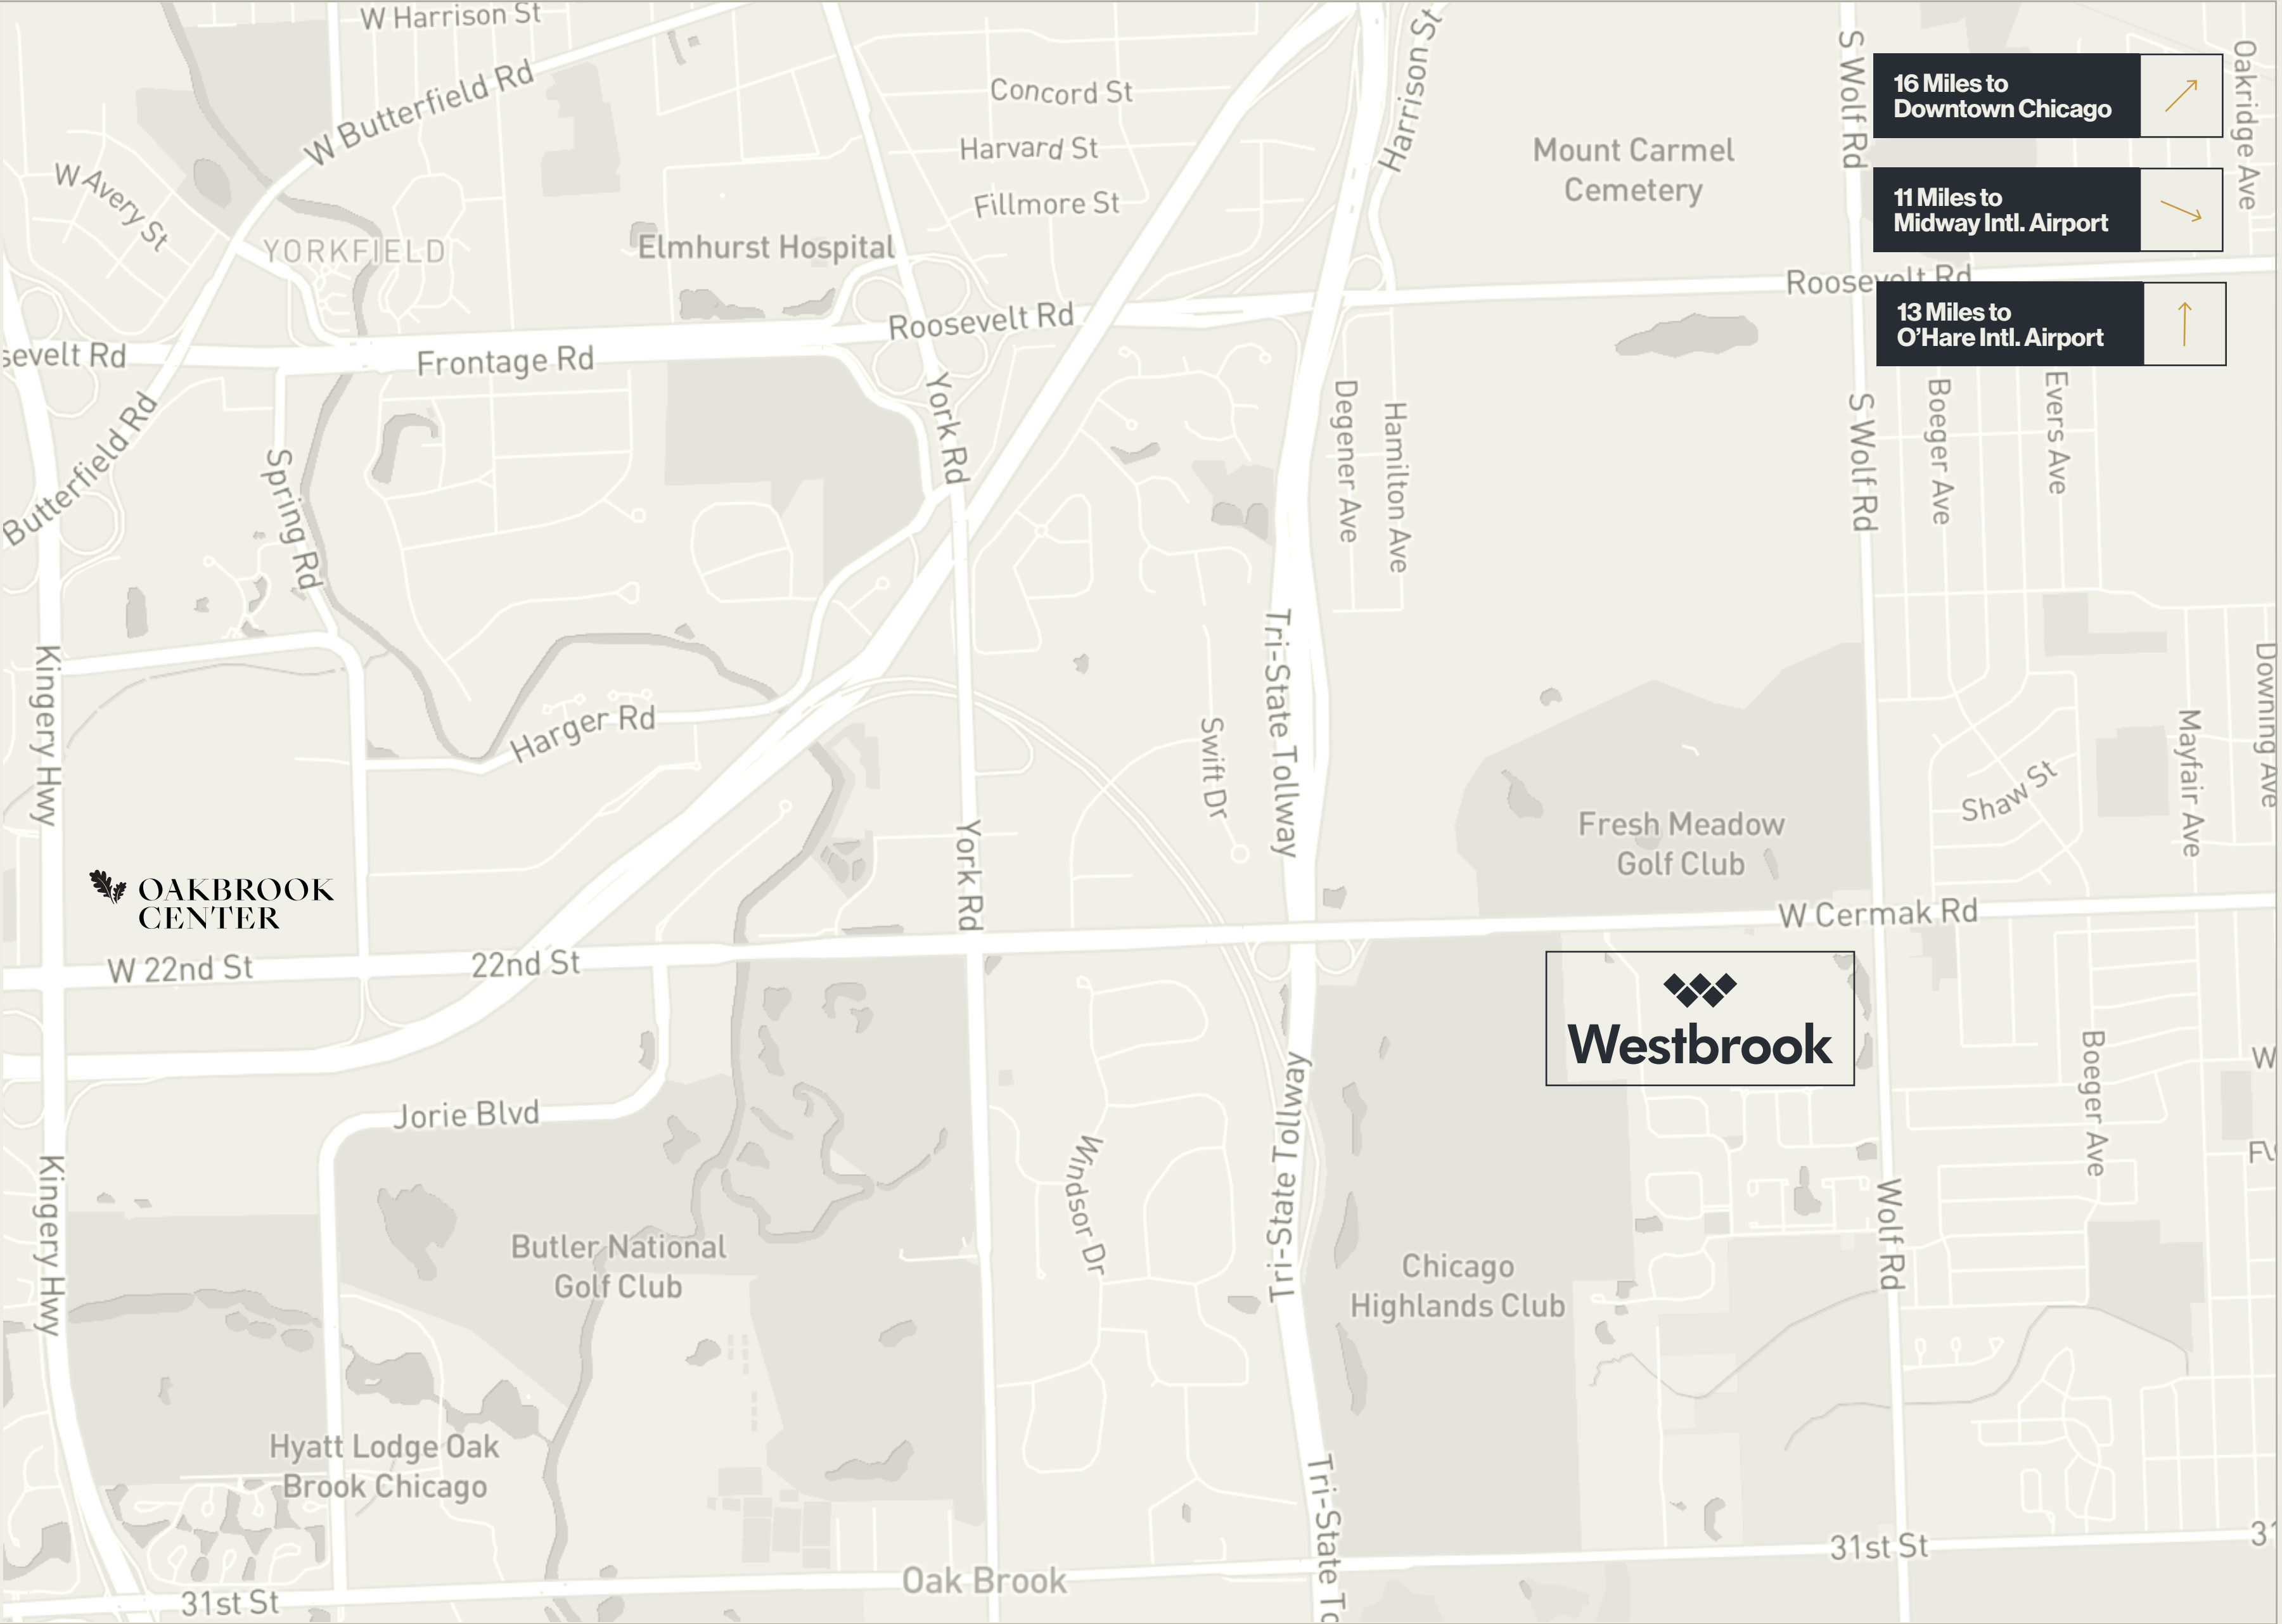 W Harrison St
W Butterfield Rd
Concord St
Harrison St
S Wolf Rd
Oakridge Ave
16 Miles to
Downtown Chicago
Harvard St
Mount Carmel
Cemetery
W Avery St
Fillmore St
11 Miles to
Midway Intl. Airport
YORKFIELD
Elmhurst Hospital
Roosevelt Rd
Roosevelt Rd
13 Miles to
O'Hare Intl. Airport
sevelt Rd
Frontage Rd
York Rd
Degener Ave
Hamilton Ave
S Wolf Rd
Boeger Ave
Evers Ave
Butterfield Rd
Spring Rd
Kingery Hwy
Harger Rd
Swift Dr
Tri-State Tollway
Downing Ave
Mayfair Ave
Shaw St
Fresh Meadow
Golf Club
York Rd
OAKBROOK
CENTER
W Cermak Rd
W 22nd St
22nd St
Westbrook
Jorie Blvd
Windsor Dr
Tri-State Tollway
Boeger Ave
W
Kingery Hwy
Butler National
Golf Club
Chicago
Highlands Club
Wolf Rd
Hyatt Lodge Oak
Brook Chicago
Tri-State To
31st St
31
Oak Brook
31st St